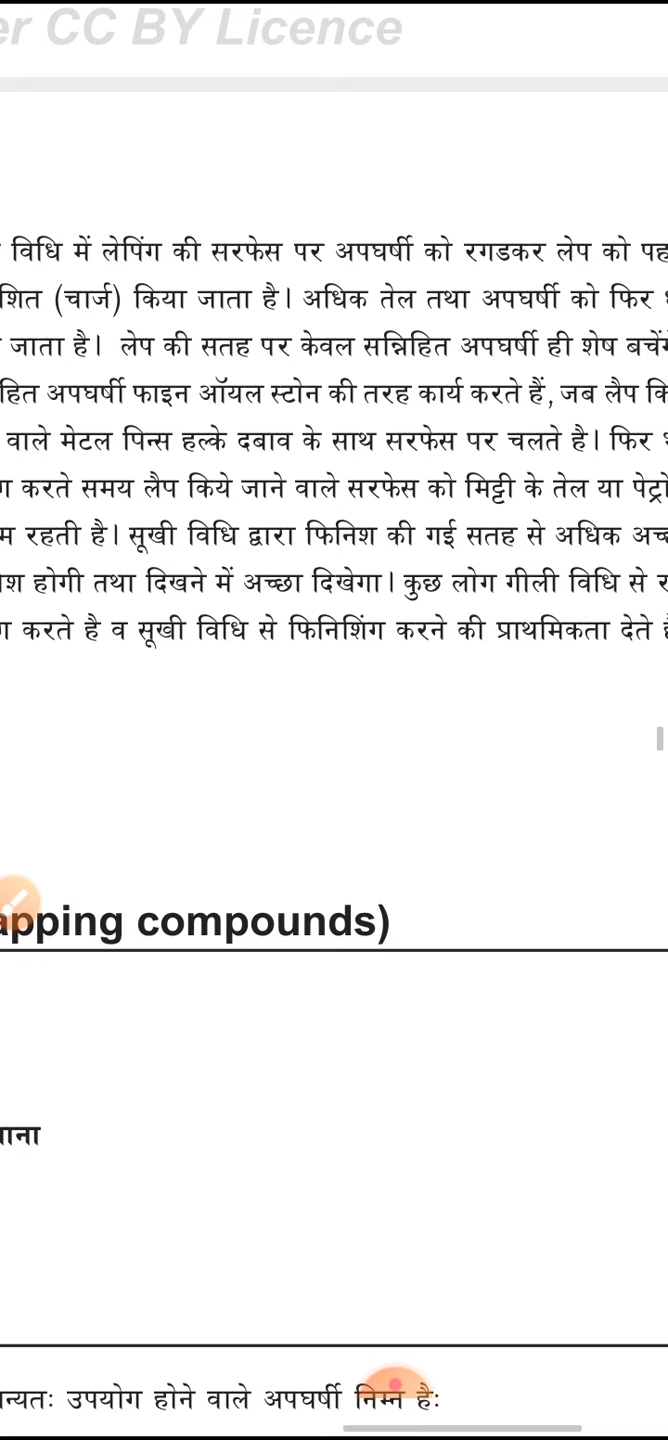 er CC BY Licence
विधि में लेपिंग की सरफेस पर अपघर्षी को रगडकर लेप को पह
शित (चार्ज) किया जाता है। अधिक तेल तथा अपघर्षी को फिर
जाता है। लेप की सतह पर केवल सन्निहित अपघर्षी ही शेष बचेंगे
हित अपघर्षी फाइन ऑयल स्टोन की तरह कार्य करते हैं, जब लैप कि
वाले मेटल पिन्स हल्के दबाव के साथ सरफेस पर चलते है। फिर
ग करते समय लैप किये जाने वाले सरफेस को मिट्टी के तेल या पेट्रो
म रहती है। सूखी विधि द्वारा फिनिश की गई सतह से अधिक अच्
श होगी तथा दिखने में अच्छा दिखेगा। कुछ लोग गीली विधि से र
ग करते है व सूखी विधि से फिनिशिंग करने की प्राथमिकता देते
apping compounds)
ाना
न्यतः उपयोग होने वाले अपघर्षी निम्न हैः